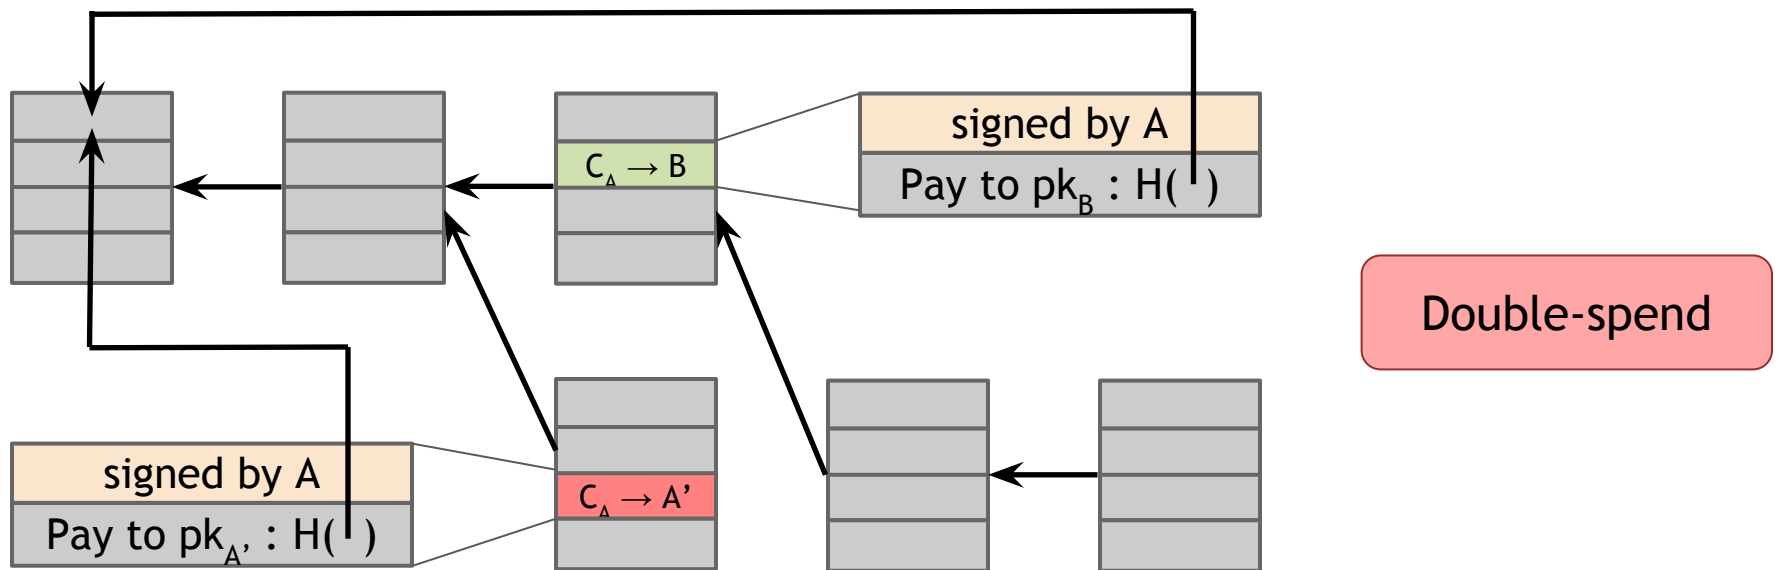 signed by A
C_A → B
Pay to pk_B : H( )
Double-spend
signed by A
C_A → A’
Pay to pk_A’ : H( )